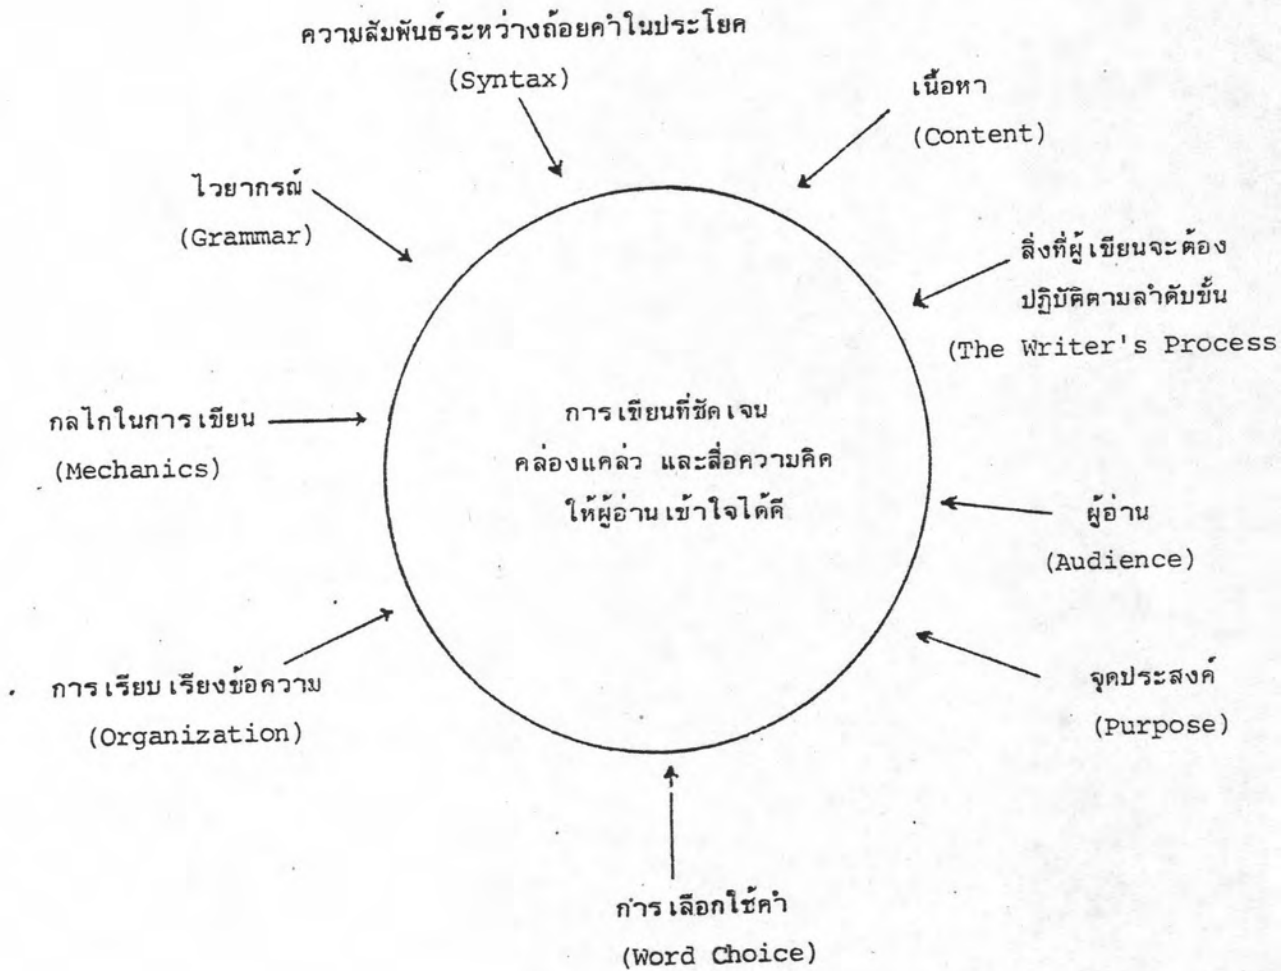 ความสัมพันธ์ระหว่างถ้อยคำในประโยค
(Syntax)
เนื้อหา
(Content)
ไวยากรณ์
(Grammar)
สิ่งที่ผู้เขียนจะต้อง
ปฏิบัติตามลำดับขั้น
(The Writer's Process
กลไกในการเขียน
(Mechanics)
การเขียนที่ชัดเจน
คล่องแคล่ว และสื่อความคิด
ให้ผู้อ่านเข้าใจได้ดี
ผู้อ่าน
(Audience)
การเรียบเรียงข้อความ
(Organization)
จุดประสงค์
(Purpose)
การเลือกใช้คำ
(Word Choice)